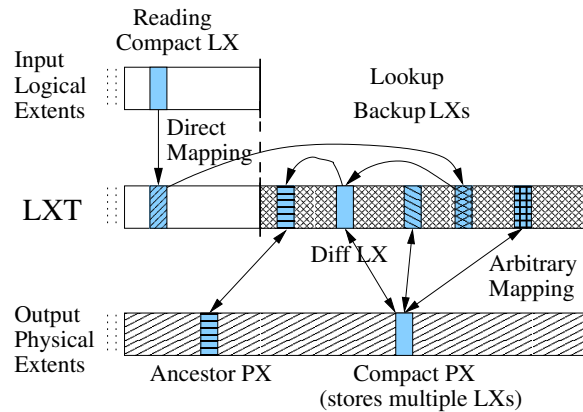 Reading
Compact LX
Input
Logical
Extents
Lookup
Backup LXs
Direct
Mapping
LXT
Diff LX
Arbitrary
Mapping
Output
Physical
Extents
Ancestor PX
Compact PX
(stores multiple LXs)